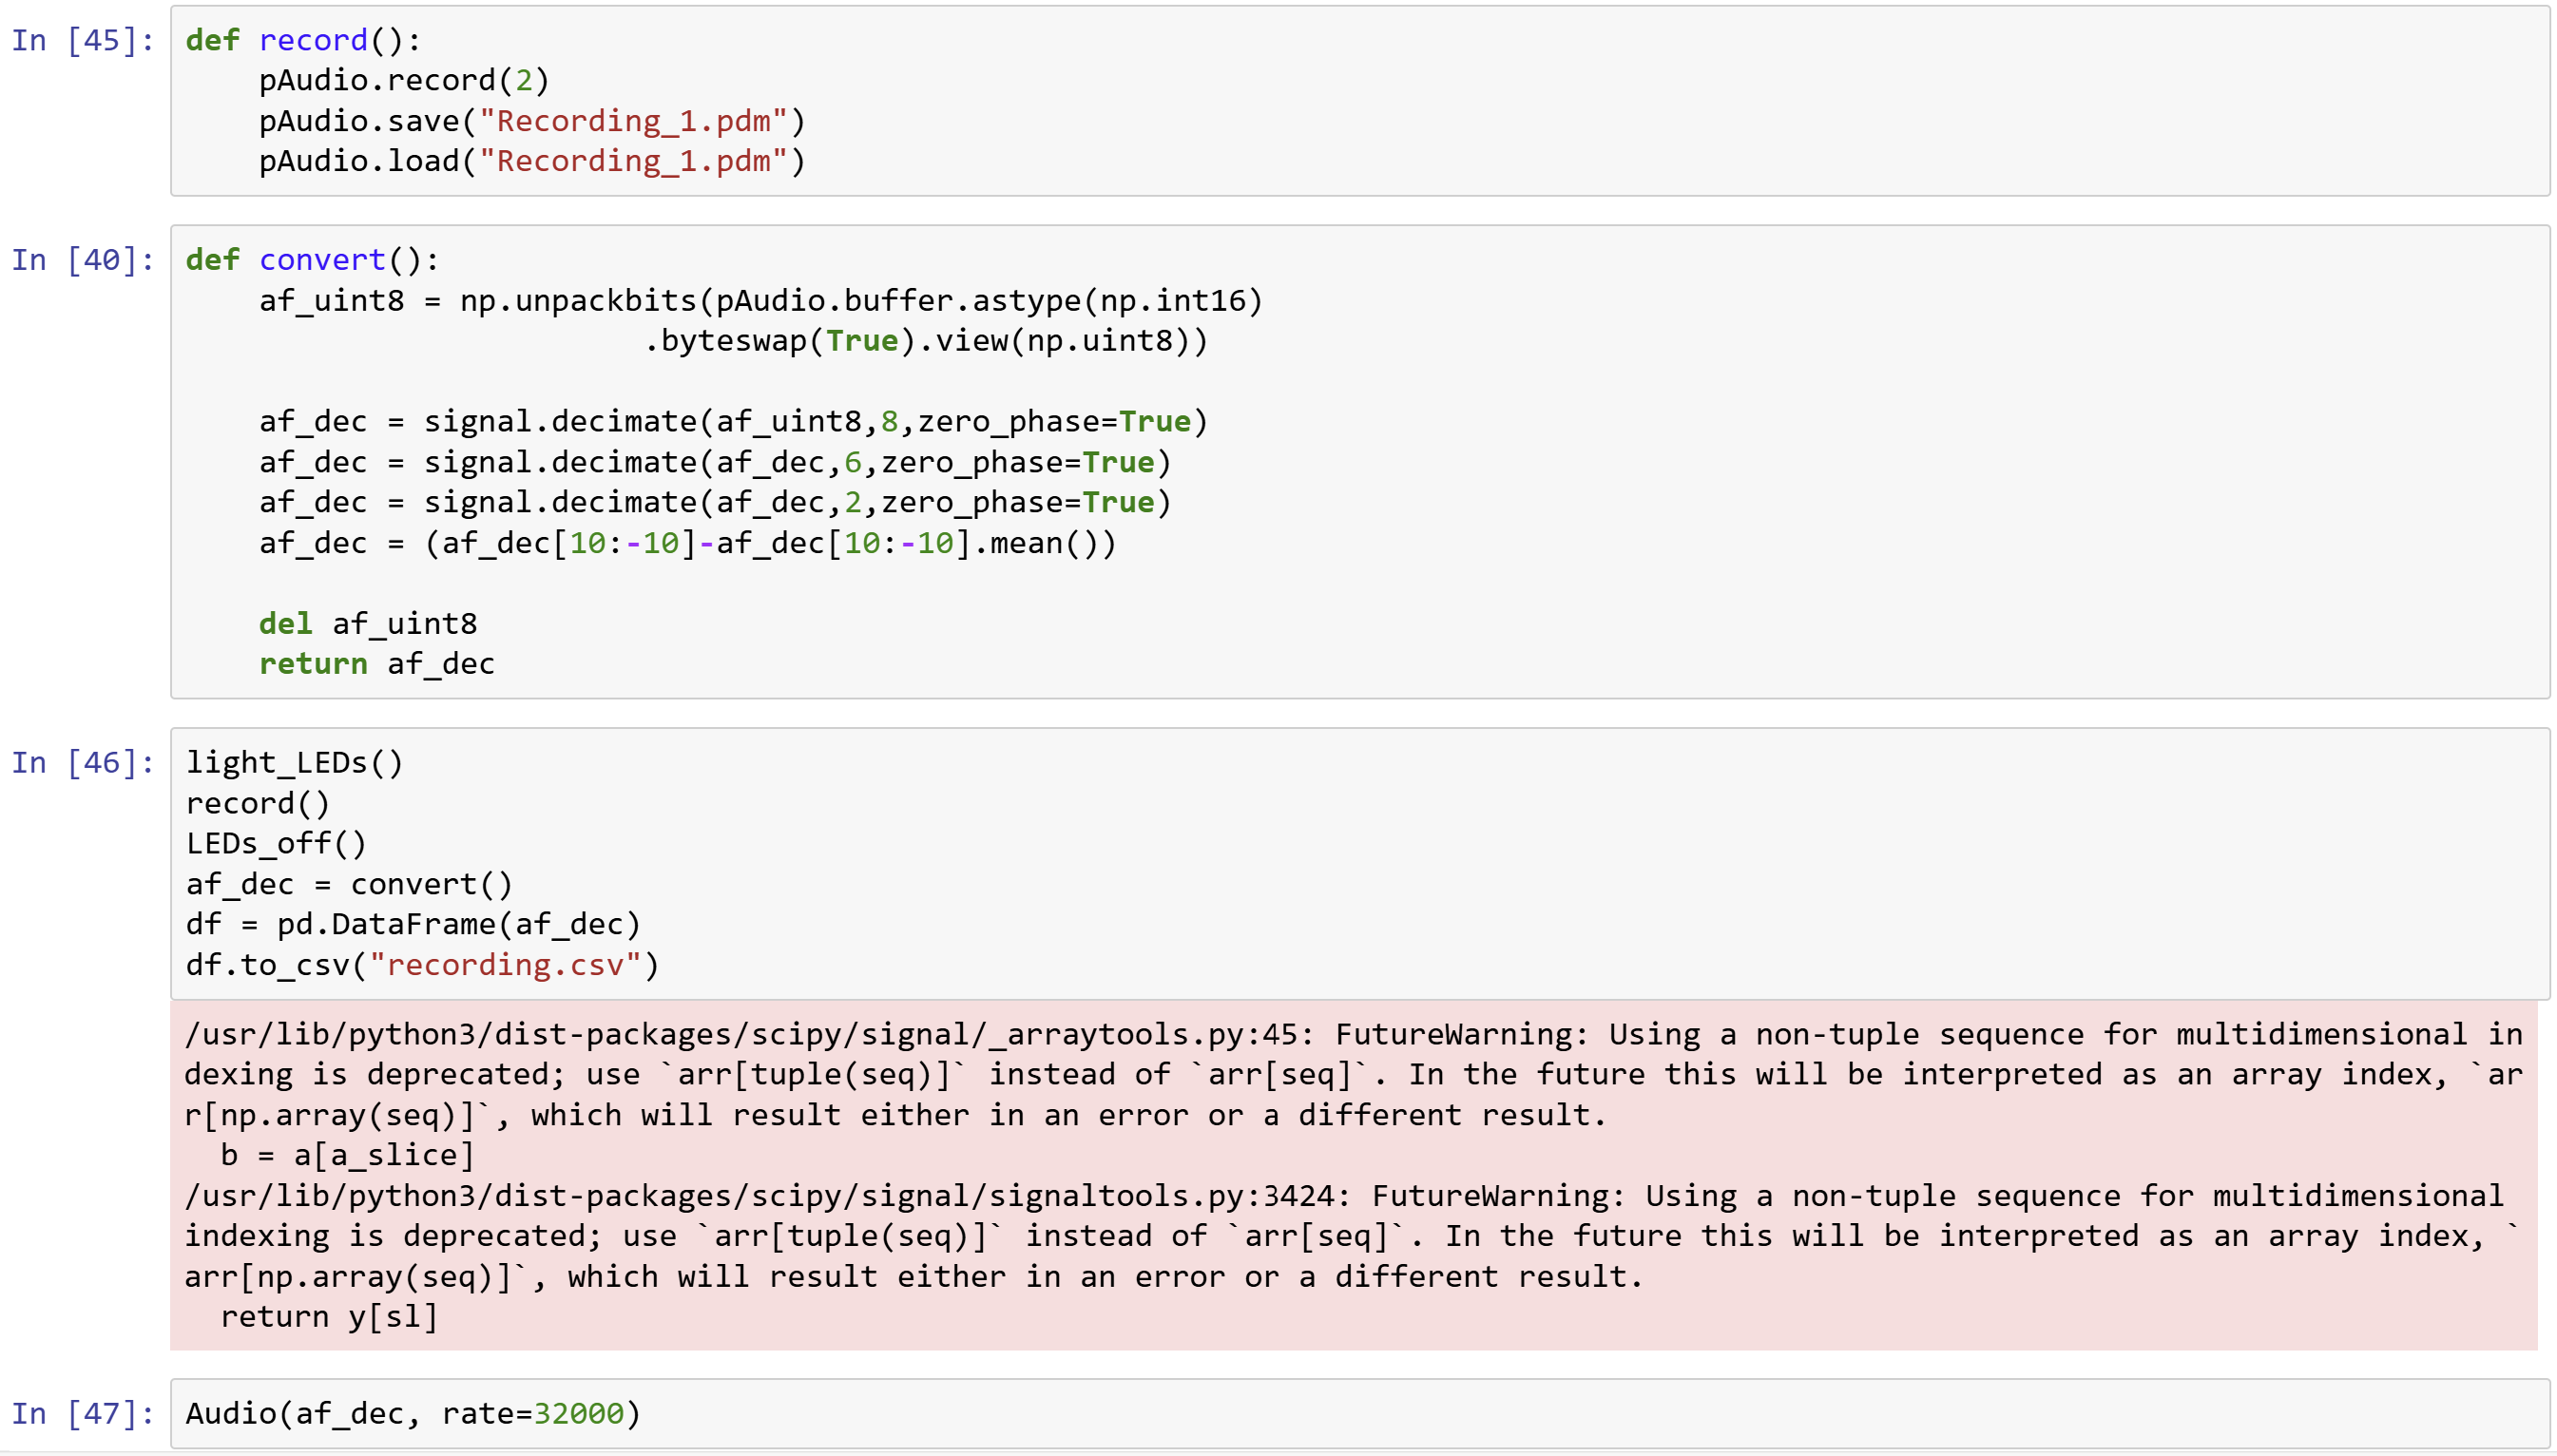 In [45]: def record():
    pAudio.record(2)
    pAudio.save("Recording_1.pdm")
    pAudio.load("Recording_1.pdm")
In [40]: def convert():
    af_uint8 = np.unpackbits(pAudio.buffer.astype(np.int16)
                         .byteswap(True).view(np.uint8))
    af_dec = signal.decimate(af_uint8,8,zero_phase=True)
    af_dec = signal.decimate(af_dec,6,zero_phase=True)
    af_dec = signal.decimate(af_dec,2,zero_phase=True)
    af_dec = (af_dec[10:-10]-af_dec[10:-10].mean())
    del af_uint8
    return af_dec
In [46]: light_LEDs()
record()
LEDs_off()
af_dec = convert()
df = pd.DataFrame(af_dec)
df.to_csv("recording.csv")
/usr/lib/python3/dist-packages/scipy/signal/_arraytools.py:45: FutureWarning: Using a non-tuple sequence for multidimensional in
dexing is deprecated; use `arr[tuple(seq)]` instead of `arr[seq]`. In the future this will be interpreted as an array index, `ar
r[np.array(seq)]`, which will result either in an error or a different result.
  b = a[a_slice]
/usr/lib/python3/dist-packages/scipy/signal/signaltools.py:3424: FutureWarning: Using a non-tuple sequence for multidimensional
indexing is deprecated; use `arr[tuple(seq)]` instead of `arr[seq]`. In the future this will be interpreted as an array index, `
arr[np.array(seq)]`, which will result either in an error or a different result.
  return y[sl]
In [47]: Audio(af_dec, rate=32000)